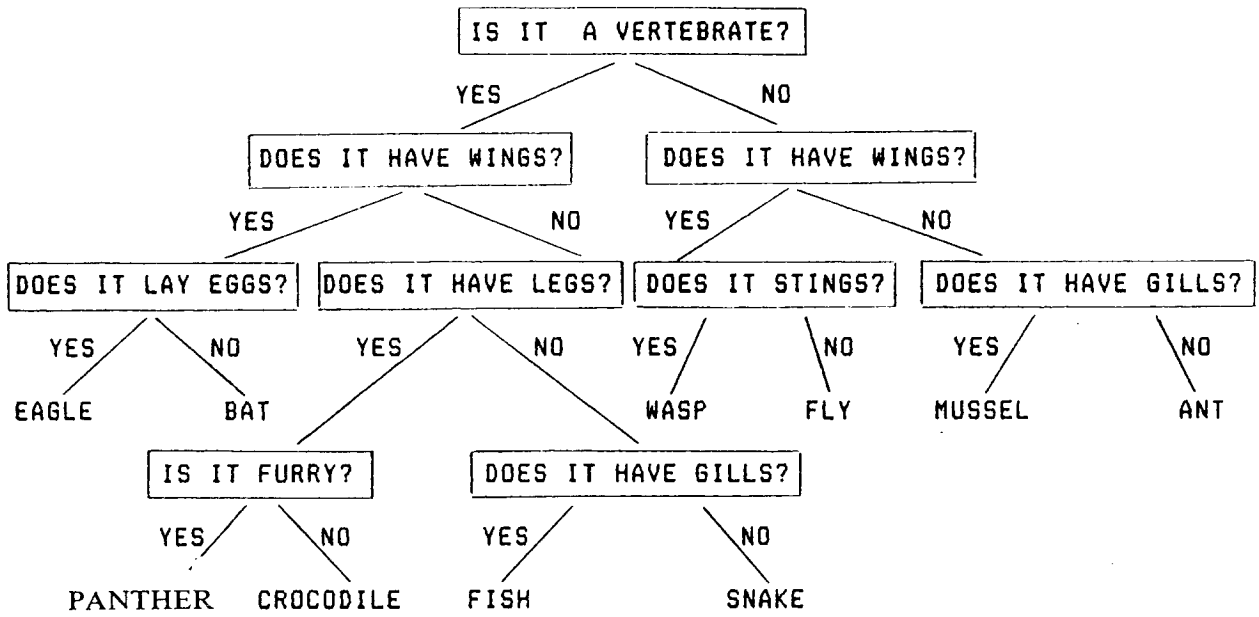 IS IT A VERTEBRATE?
YES NO
DOES IT HAVE WINGS? DOES IT HAVE WINGS?
YES NO YES NO
DOES IT LAY EGGS? DOES IT HAVE LEGS? DOES IT STINGS? DOES IT HAVE GILLS?
YES NO YES NO YES NO YES NO
EAGLE BAT WASP FLY MUSSEL ANT
IS IT FURRY? DOES IT HAVE GILLS?
YES NO YES NO
PANTHER CROCODILE FISH SNAKE